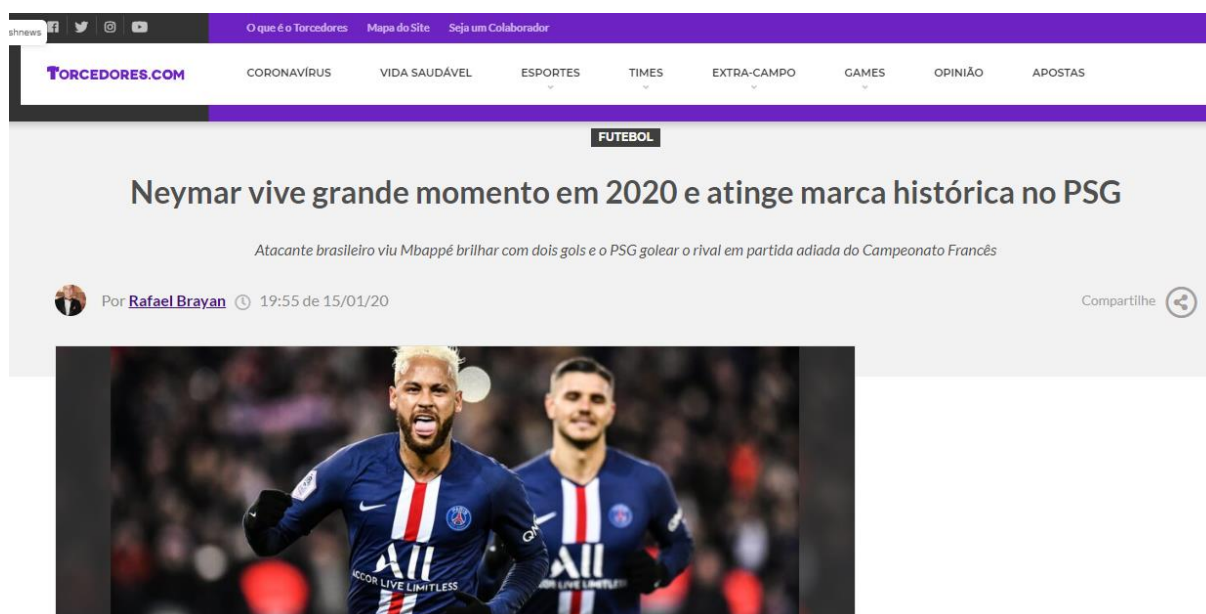 shnews
O que é o Torcedores Mapa do Site Seja um Colaborador
TORCEDORES.COM CORONAVÍRUS VIDA SAUDÁVEL ESPORTES TIMES EXTRA-CAMPO GAMES OPINIÃO APOSTAS
FUTEBOL
Neymar vive grande momento em 2020 e atinge marca histórica no PSG
Atacante brasileiro viu Mbappé brilhar com dois gols e o PSG golear o rival em partida adiada do Campeonato Francês
Por Rafael Brayan 19:55 de 15/01/20 Compartilhe
PARIS
QN
All All
ACCOR LIVE LIMITLESS